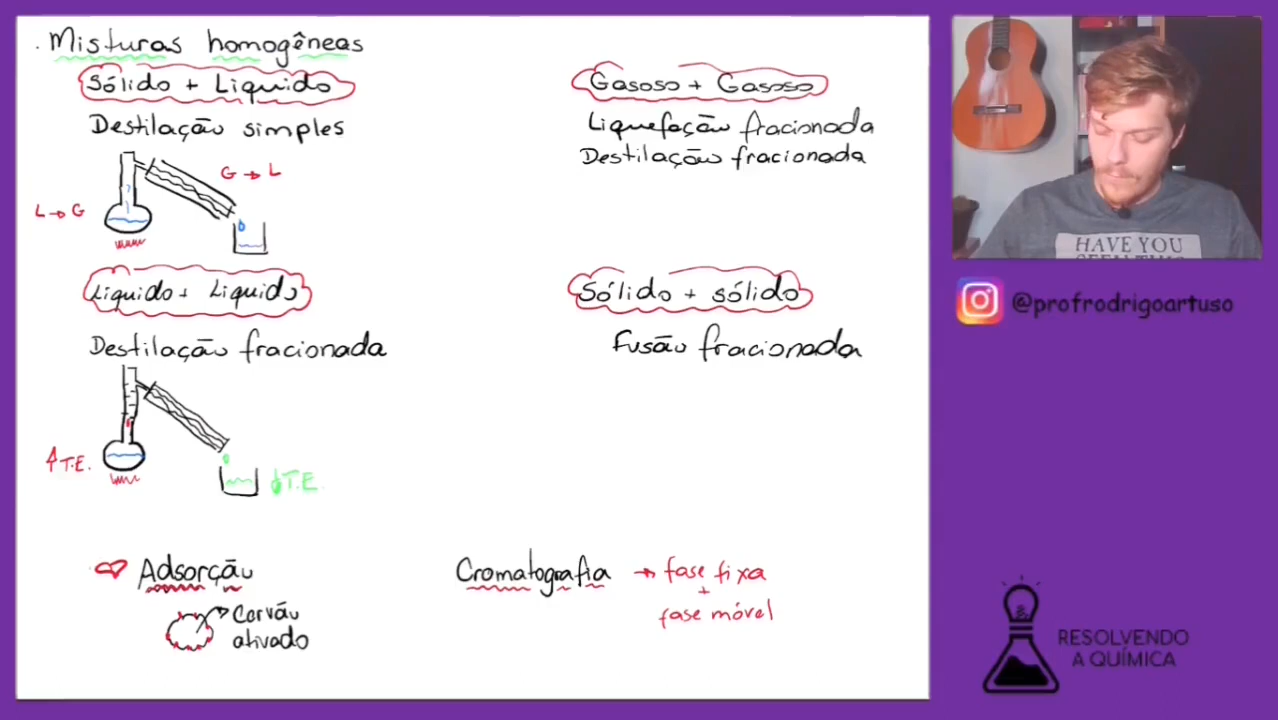 . Misturas homogêneas
Sólido + Líquido
Destilação simples
G → L
L → G
Líquido + Líquido
Destilação fracionada
↑ T.E.
↓ T.E.
Gasoso + Gasoso
Liquefação fracionada
Destilação fracionada
Sólido + sólido
Fusão fracionada
Adsorção
Carvão
ativado
Cromatografia → fase fixa
+
fase móvel
HAVE YOU
@profrodrigoartuso
RESOLVENDO
A QUÍMICA